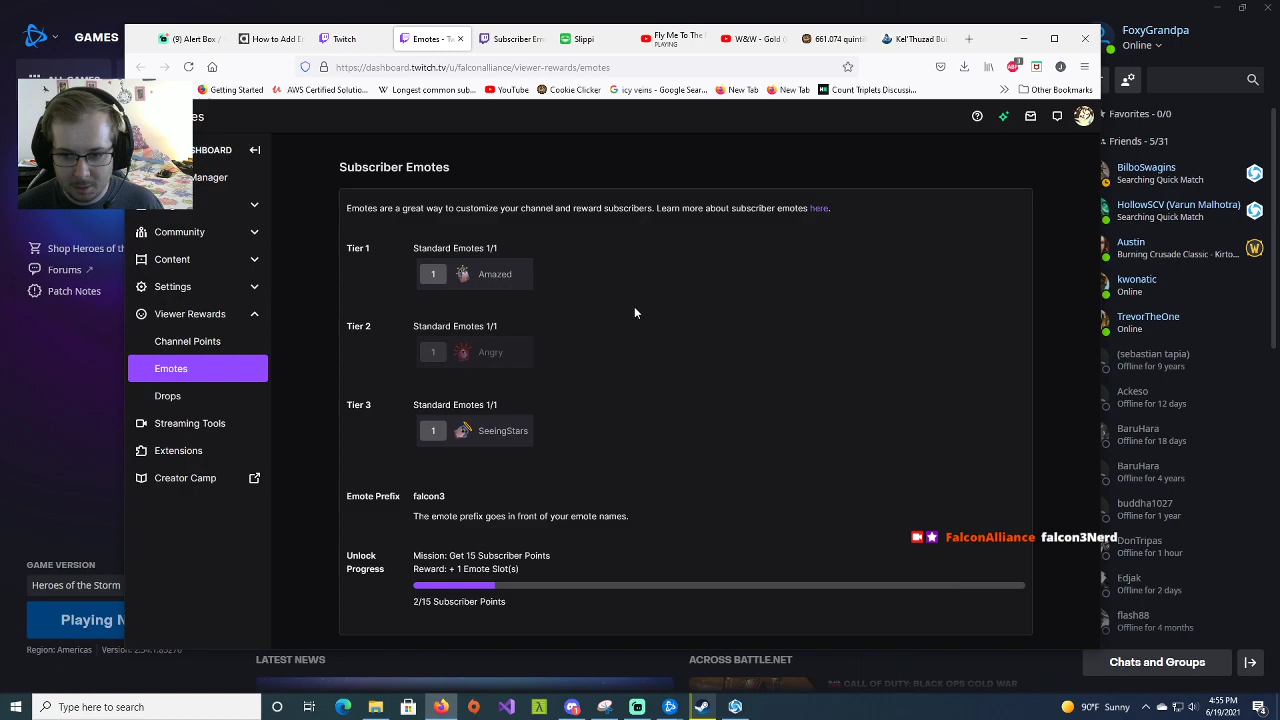 GAMES
FoxyGrandpa
Online
(9) Alert Box /
How to Add
Twitch
Emotes - Tw
Subscriber Em
Slippi
Fly Me To The
PLAYING
W&W - Gold (
661.074 quinti
Kel'Thuzad Bui
https://dashboard.twitch.tv/u/falconalliance/viewer-rewards/emotes
Getting Started
AWS Certified Solution...
Longest common sub...
YouTube
Cookie Clicker
icy veins - Google Sear...
New Tab
New Tab
Count Triplets Discussi...
Other Bookmarks
ALL GAMES
es
SHBOARD
Manager
Community
Content
Settings
Viewer Rewards
Channel Points
Emotes
Drops
Streaming Tools
Extensions
Creator Camp
Shop Heroes of th
Forums
Patch Notes
GAME VERSION
Heroes of the Storm
Playing N
Region: Americas
Subscriber Emotes
Emotes are a great way to customize your channel and reward subscribers. Learn more about subscriber emotes here.
Tier 1
Standard Emotes 1/1
1 Amazed
Tier 2
Standard Emotes 1/1
1 Angry
Tier 3
Standard Emotes 1/1
1 SeeingStars
Emote Prefix
falcon3
The emote prefix goes in front of your emote names.
Unlock Progress
Mission: Get 15 Subscriber Points
Reward: + 1 Emote Slot(s)
2/15 Subscriber Points
FalconAlliance falcon3Nerd
Favorites - 0/0
Friends - 5/31
BilboSwagins
Searching Quick Match
HollowSCV (Varun Malhotra)
Searching Quick Match
Austin
Burning Crusade Classic - Kirto...
kwonatic
Online
TrevorTheOne
Online
(sebastian tapia)
Offline for 9 years
Ackeso
Offline for 12 days
BaruHara
Offline for 18 days
BaruHara
Offline for 4 years
buddha1027
Offline for 1 year
DonTripas
Offline for 1 hour
Edjak
Offline for 2 days
flash88
Offline for 4 months
Chats and Groups
LATEST NEWS
ACROSS BATTLE.NET
CALL OF DUTY: BLACK OPS COLD WAR
Type here to search
90°F Sunny
4:55 PM
6/19/2021